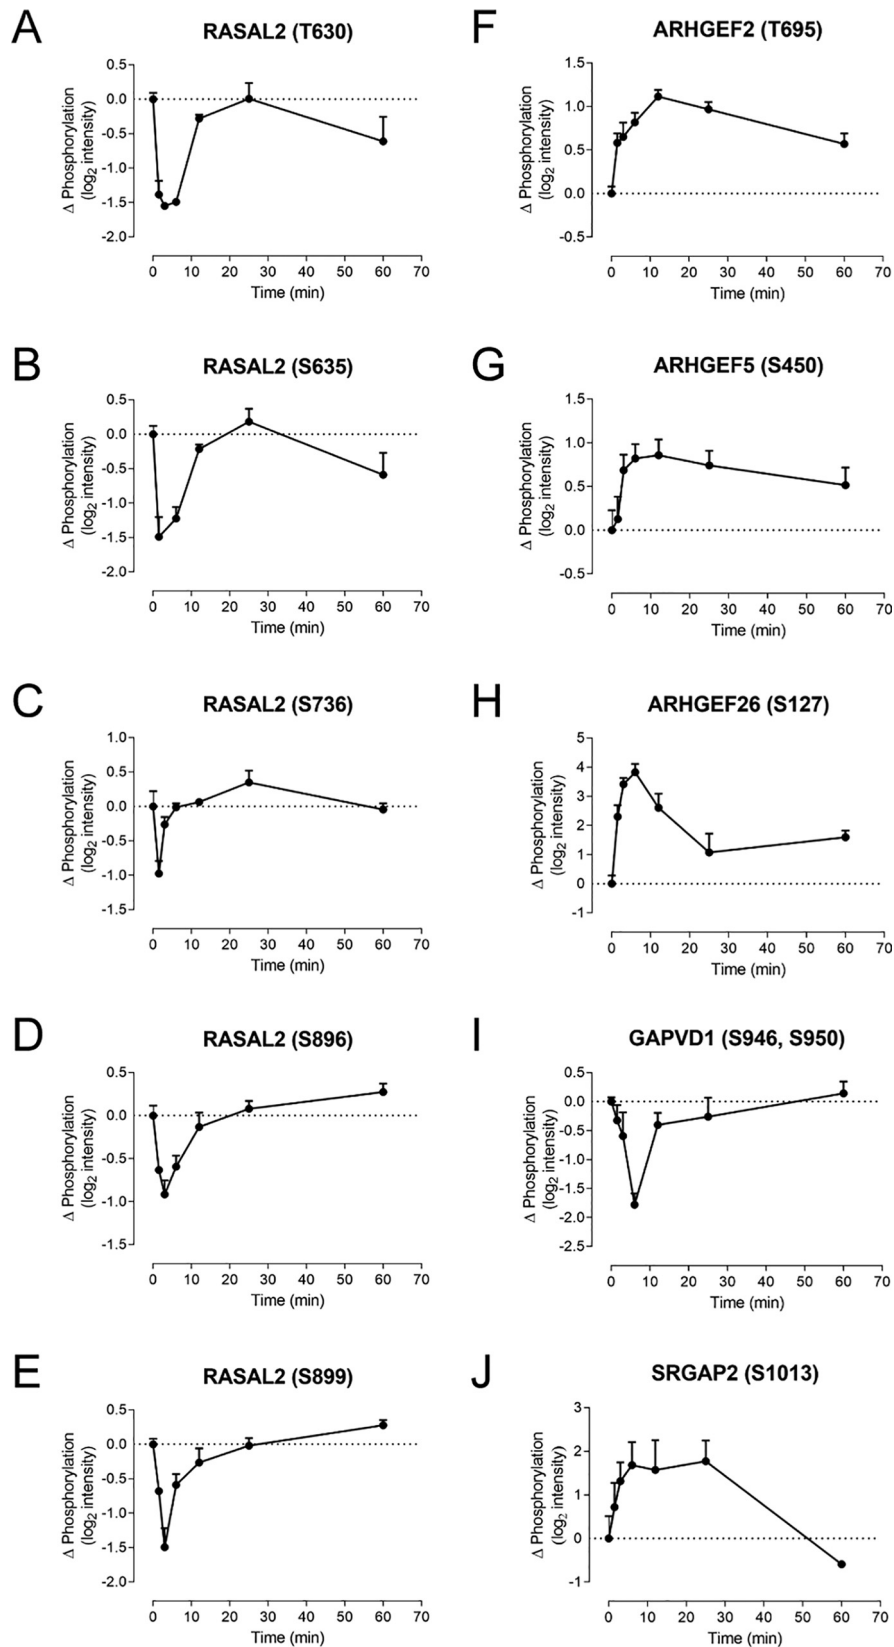 A
RASAL2 (T630)
Δ Phosphorylation
(log2 intensity)
0.5
0.0
-0.5
-1.0
-1.5
-2.0
0 10 20 30 40 50 60 70
Time (min)
F
ARHGEF2 (T695)
Δ Phosphorylation
(log2 intensity)
1.5
1.0
0.5
0.0
-0.5
0 10 20 30 40 50 60 70
Time (min)
B
RASAL2 (S635)
Δ Phosphorylation
(log2 intensity)
0.5
0.0
-0.5
-1.0
-1.5
-2.0
0 10 20 30 40 50 60 70
Time (min)
G
ARHGEF5 (S450)
Δ Phosphorylation
(log2 intensity)
1.5
1.0
0.5
0.0
-0.5
0 10 20 30 40 50 60 70
Time (min)
C
RASAL2 (S736)
Δ Phosphorylation
(log2 intensity)
1.0
0.5
0.0
-0.5
-1.0
-1.5
0 10 20 30 40 50 60 70
Time (min)
H
ARHGEF26 (S127)
Δ Phosphorylation
(log2 intensity)
5
4
3
2
1
0
-1
0 10 20 30 40 50 60 70
Time (min)
D
RASAL2 (S896)
Δ Phosphorylation
(log2 intensity)
0.5
0.0
-0.5
-1.0
-1.5
0 10 20 30 40 50 60 70
Time (min)
I
GAPVD1 (S946, S950)
Δ Phosphorylation
(log2 intensity)
0.5
0.0
-0.5
-1.0
-1.5
-2.0
-2.5
0 10 20 30 40 50 60 70
Time (min)
E
RASAL2 (S899)
Δ Phosphorylation
(log2 intensity)
0.5
0.0
-0.5
-1.0
-1.5
-2.0
0 10 20 30 40 50 60 70
Time (min)
J
SRGAP2 (S1013)
Δ Phosphorylation
(log2 intensity)
3
2
1
0
-1
0 10 20 30 40 50 60 70
Time (min)